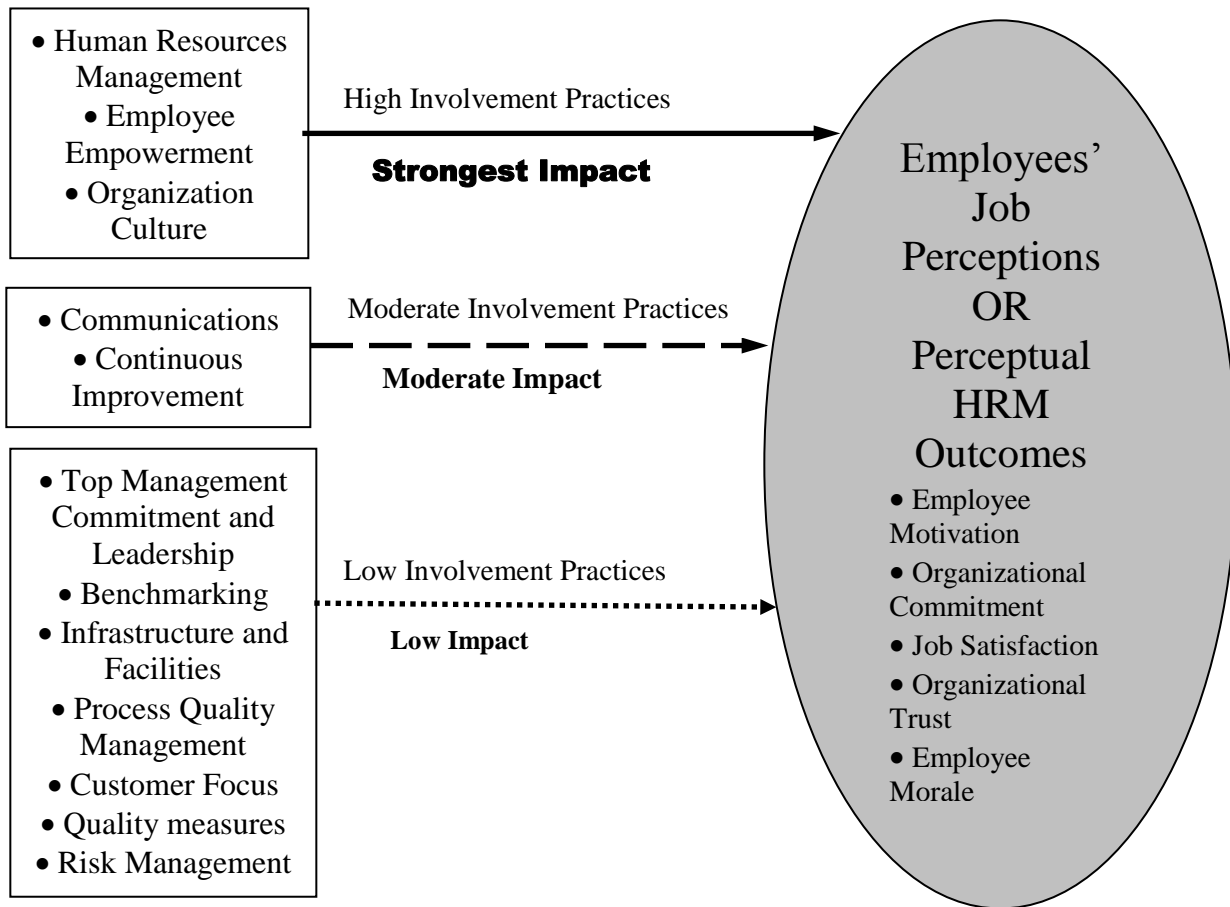 • Human Resources
Management
• Employee
Empowerment
• Organization
Culture
High Involvement Practices
Strongest Impact
• Communications
• Continuous
Improvement
Moderate Involvement Practices
Moderate Impact
• Top Management
Commitment and
Leadership
• Benchmarking
• Infrastructure and
Facilities
• Process Quality
Management
• Customer Focus
• Quality measures
• Risk Management
Low Involvement Practices
Low Impact
Employees’
Job
Perceptions
OR
Perceptual
HRM
Outcomes
• Employee
Motivation
• Organizational
Commitment
• Job Satisfaction
• Organizational
Trust
• Employee
Morale